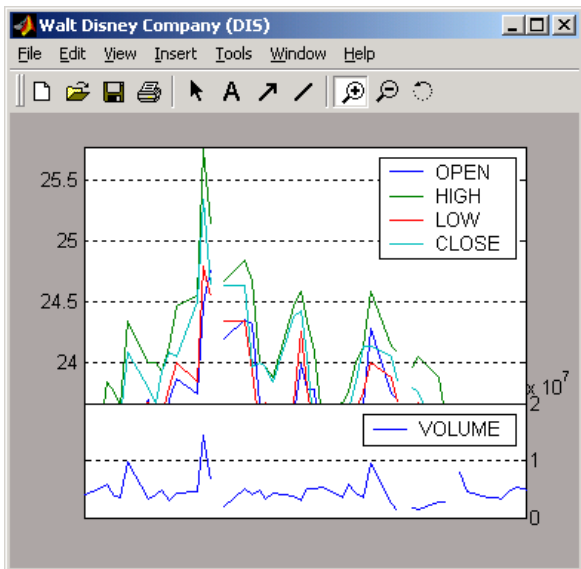 Walt Disney Company (DIS)
File Edit View Insert Tools Window Help
A
OPEN
HIGH
LOW
CLOSE
25.5
25
24.5
24
x 10^7
2
VOLUME
1
0